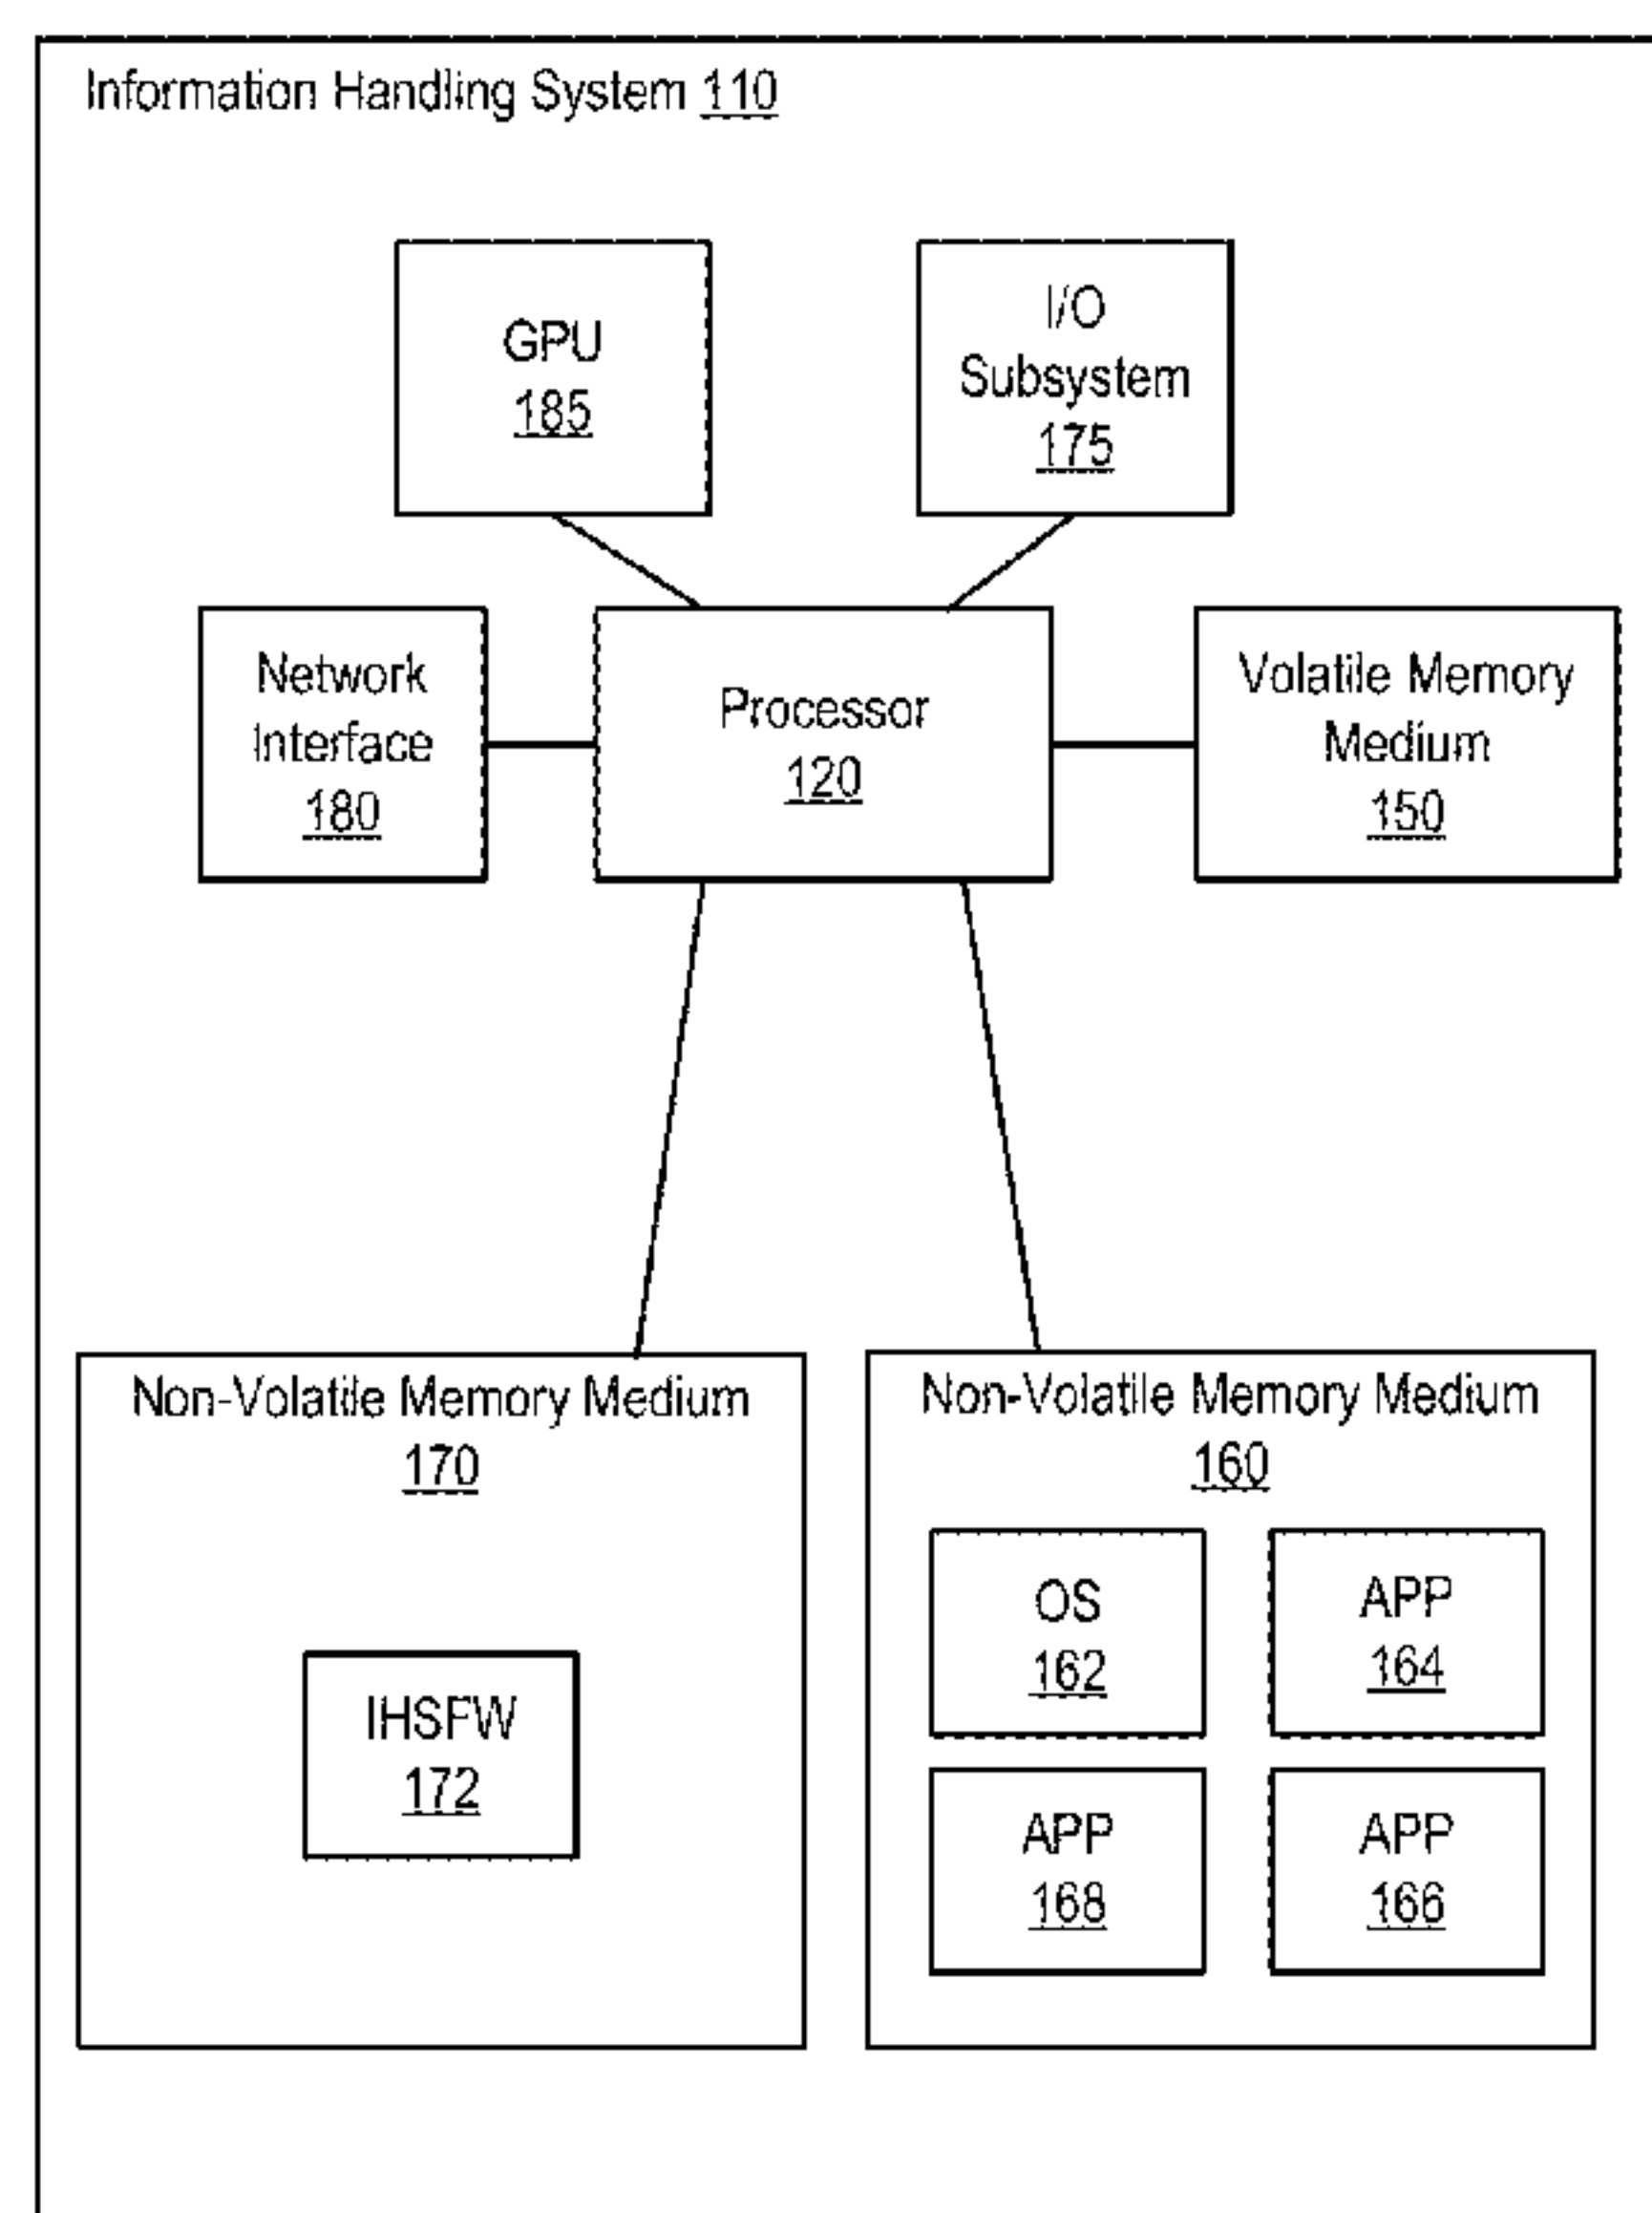 Information Handling System 110
GPU
185
I/O
Subsystem
175
Network
Interface
180
Processor
120
Volatile Memory
Medium
150
Non-Volatile Memory Medium
170
IHSFW
172
Non-Volatile Memory Medium
160
OS
162
APP
164
APP
168
APP
166